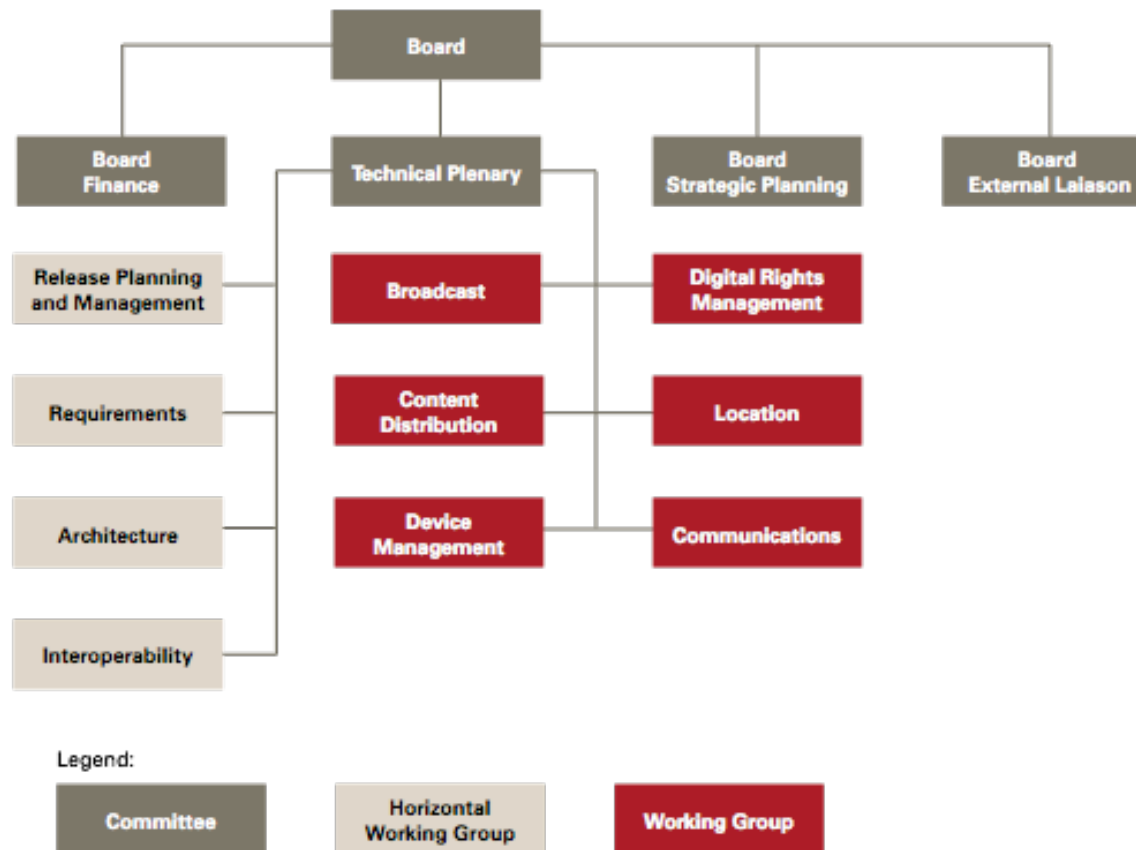 Board
Board
Finance
Technical Plenary
Board
Strategic Planning
Board
External Laiason
Release Planning
and Management
Broadcast
Digital Rights
Management
Requirements
Content
Distribution
Location
Architecture
Device
Management
Communications
Interoperability
Legend:
Committee
Horizontal
Working Group
Working Group